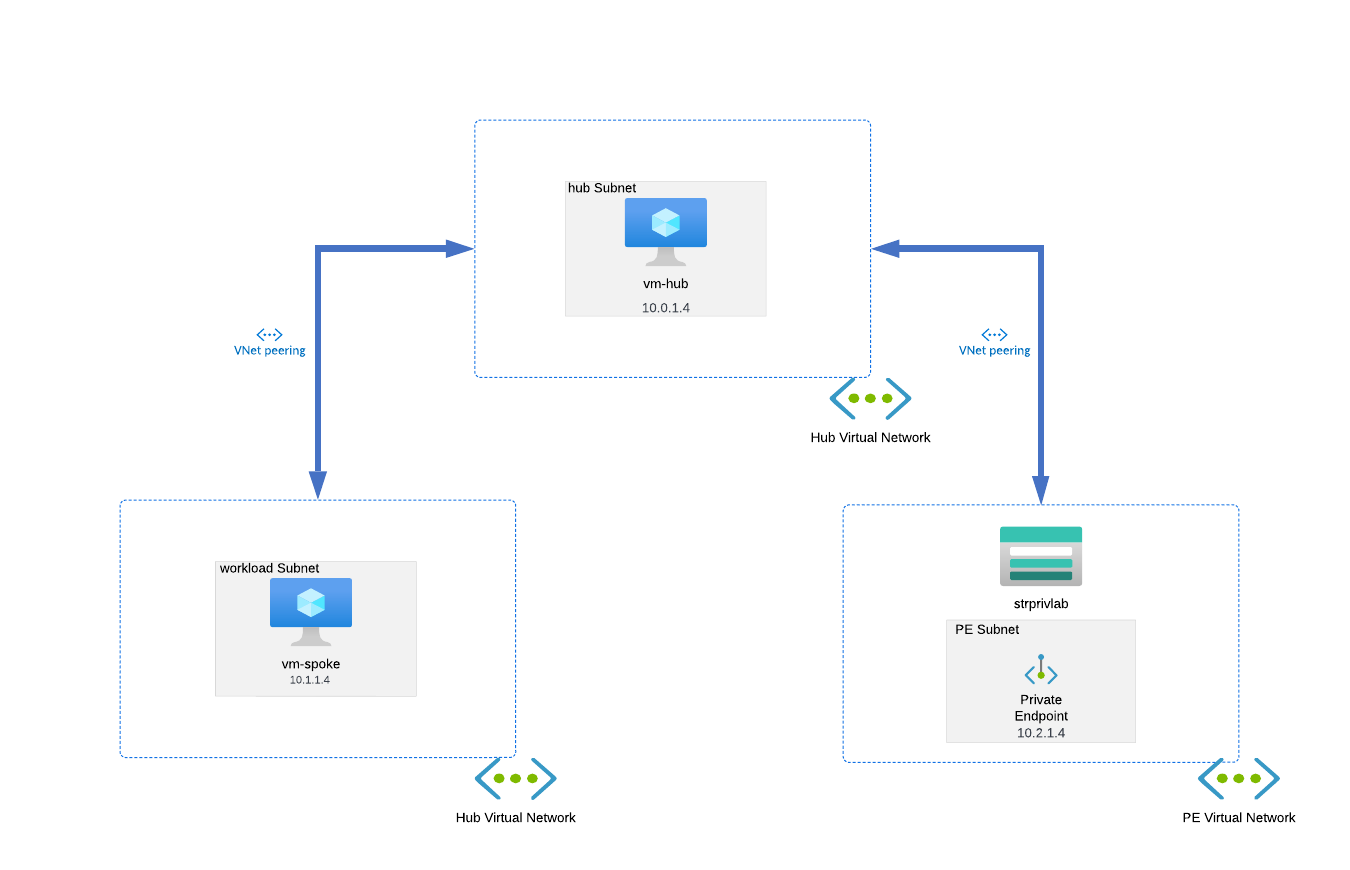 hub Subnet
vm-hub
10.0.1.4
VNet peering
VNet peering
Hub Virtual Network
workload Subnet
vm-spoke
10.1.1.4
Hub Virtual Network
strprivlab
PE Subnet
Private
Endpoint
10.2.1.4
PE Virtual Network